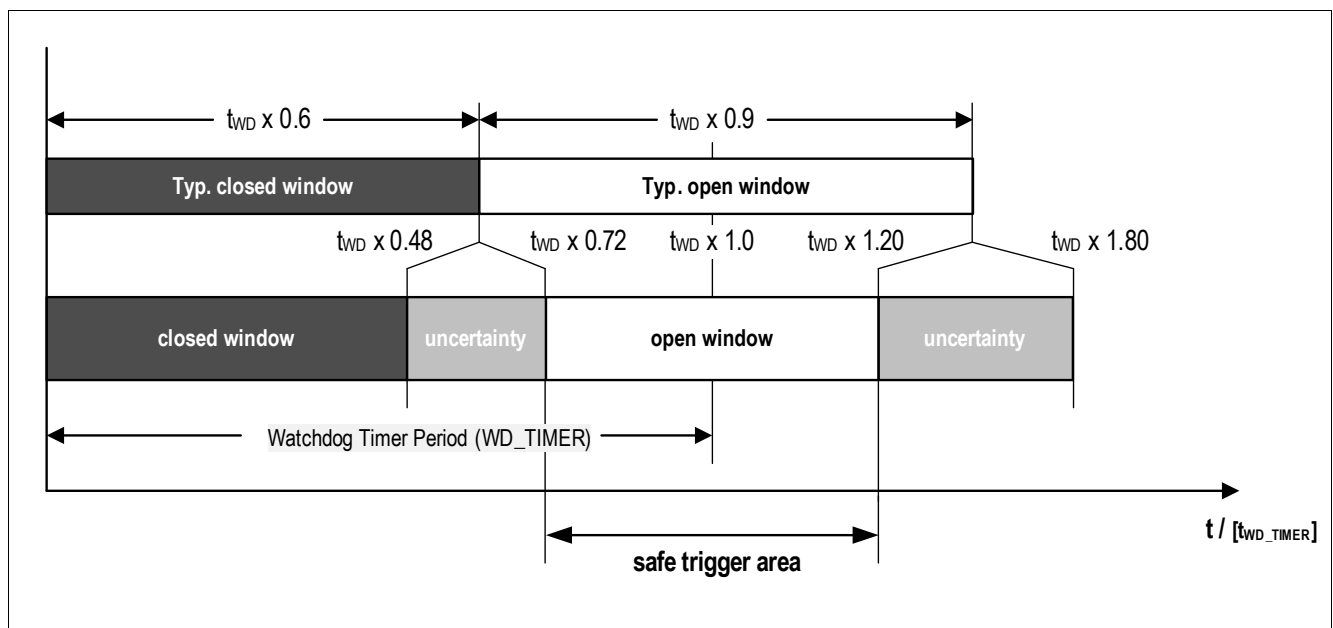 tWD x 0.6
tWD x 0.9
Typ. closed window
Typ. open window
tWD x 0.48
tWD x 0.72
tWD x 1.0
tWD x 1.20
tWD x 1.80
closed window
uncertainty
open window
uncertainty
Watchdog Timer Period (WD_TIMER)
t / [tWD_TIMER]
safe trigger area